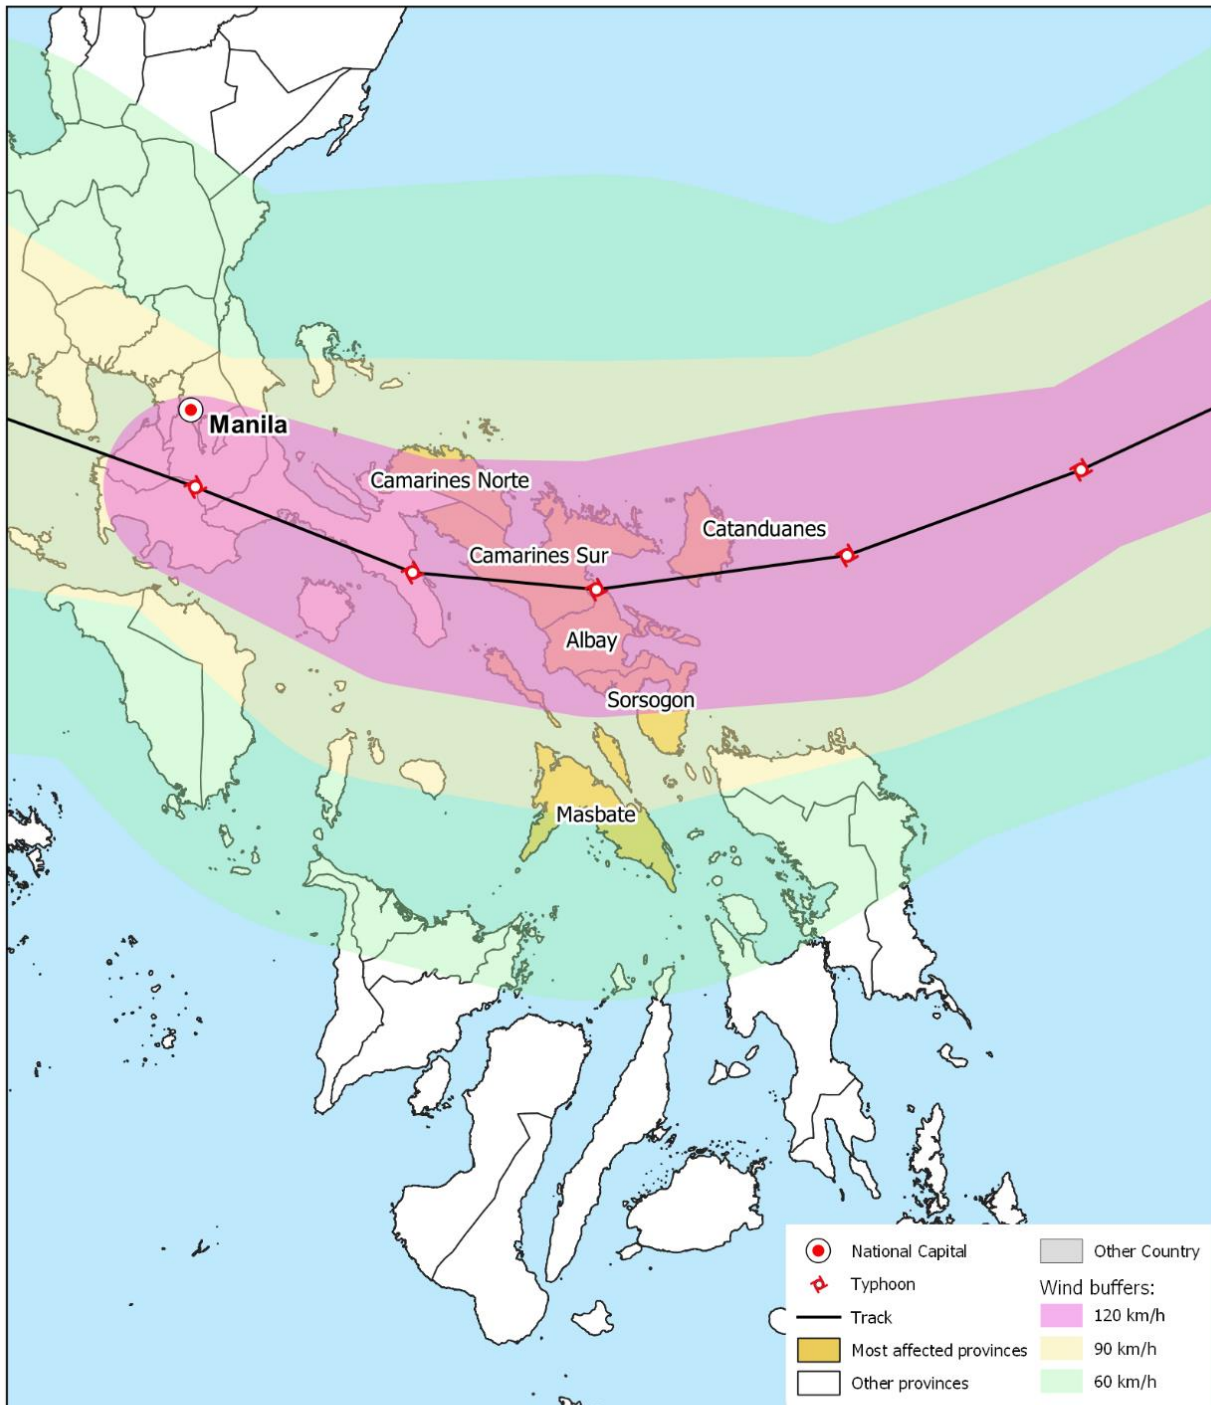 Manila
Camarines Norte
Catanduanes
Camarines Sur
Albay
Sorsogon
Masbate
National Capital
Typhoon
Track
Most affected provinces
Other provinces
Other Country
Wind buffers:
120 km/h
90 km/h
60 km/h